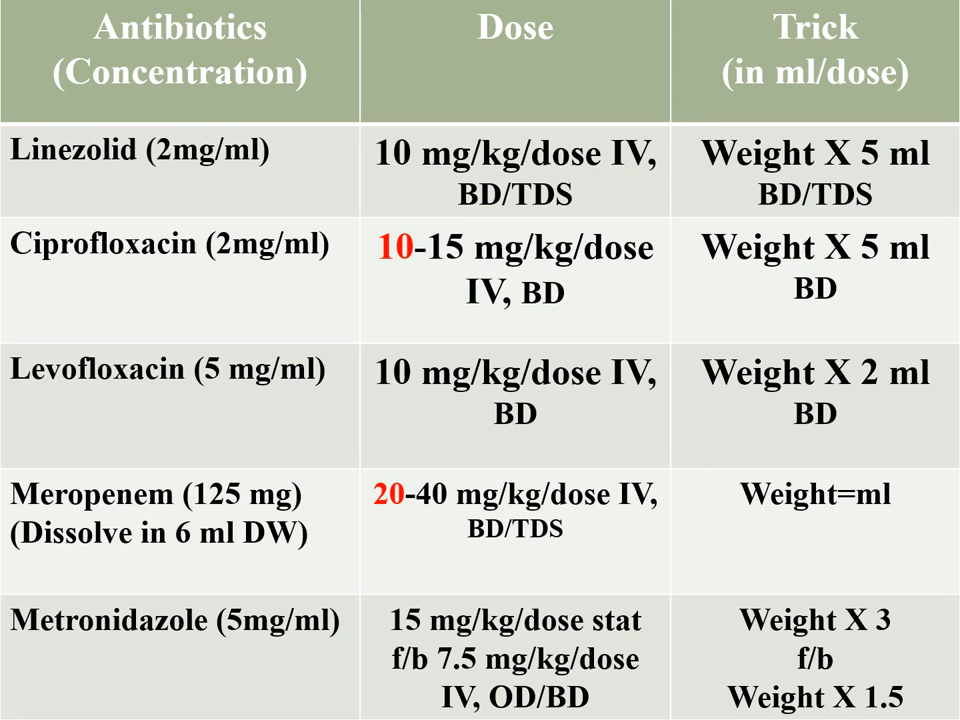 Antibiotics
(Concentration)
Dose
Trick
(in ml/dose)
Linezolid (2mg/ml)
10 mg/kg/dose IV,
BD/TDS
Weight X 5 ml
BD/TDS
Ciprofloxacin (2mg/ml)
10-15 mg/kg/dose
IV, BD
Weight X 5 ml
BD
Levofloxacin (5 mg/ml)
10 mg/kg/dose IV,
BD
Weight X 2 ml
BD
Meropenem (125 mg)
(Dissolve in 6 ml DW)
20-40 mg/kg/dose IV,
BD/TDS
Weight=ml
Metronidazole (5mg/ml)
15 mg/kg/dose stat
f/b 7.5 mg/kg/dose
IV, OD/BD
Weight X 3
f/b
Weight X 1.5